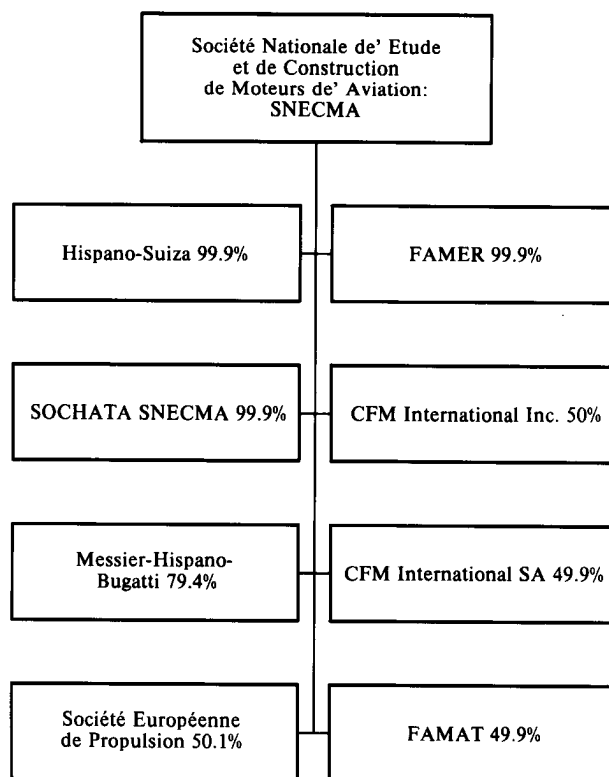 Société Nationale de' Etude
et de Construction
de Moteurs de' Aviation:
SNECMA
Hispano-Suiza 99.9%
FAMER 99.9%
SOCHATA SNECMA 99.9%
CFM International Inc. 50%
Messier-Hispano-
Bugatti 79.4%
CFM International SA 49.9%
Société Européenne
de Propulsion 50.1%
FAMAT 49.9%